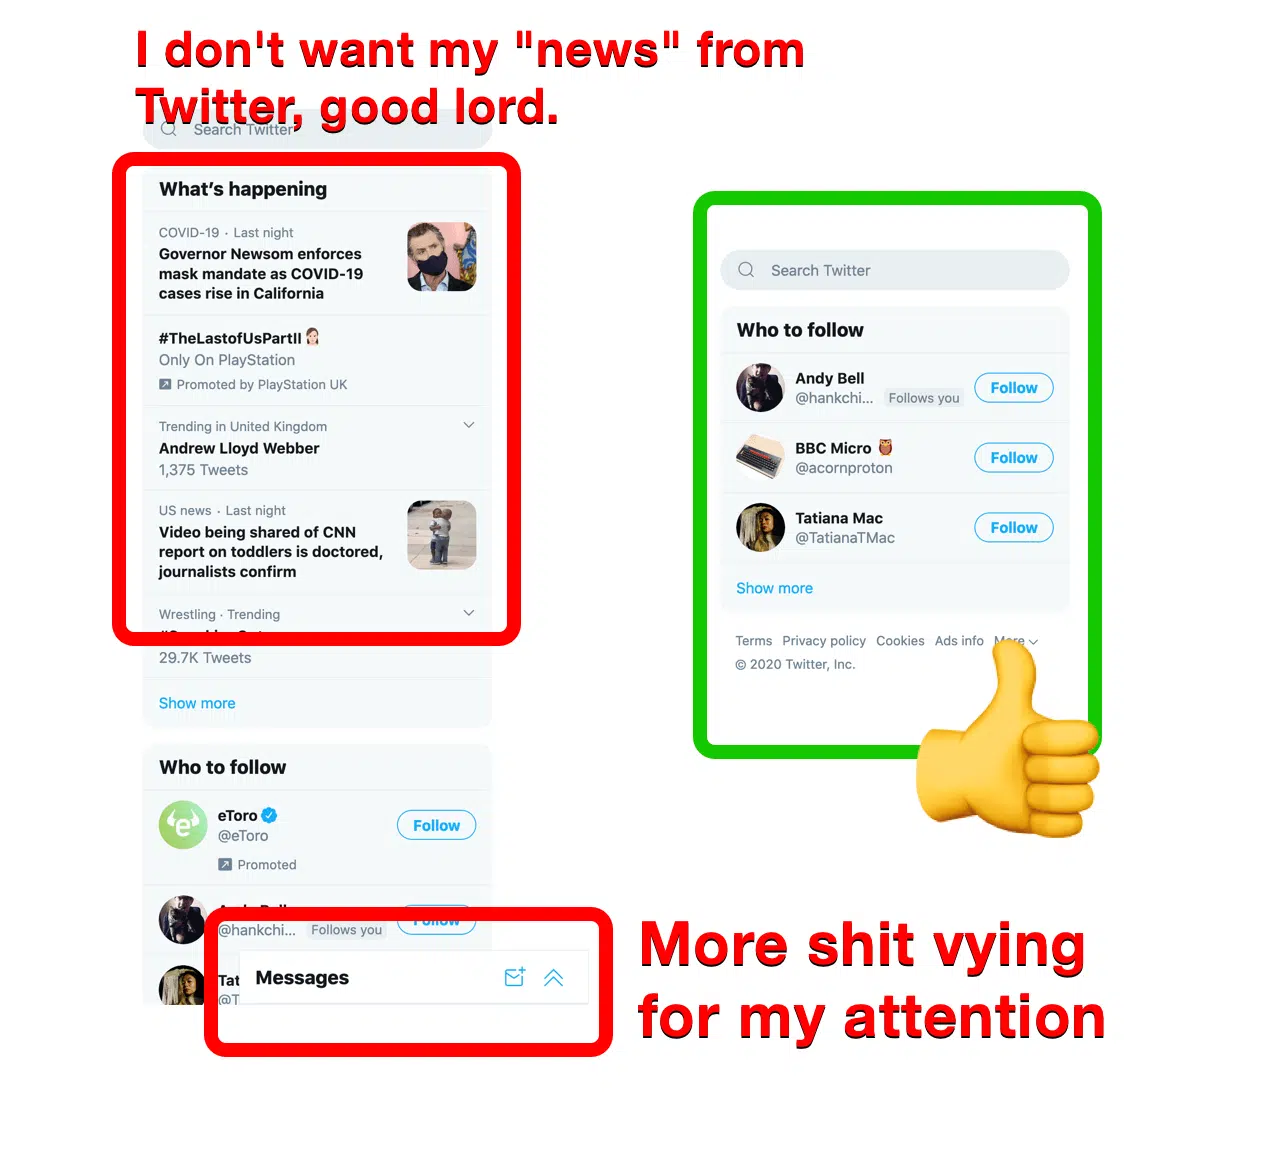 I don't want my "news" from
Twitter, good lord.
Search Twitter
What's happening
COVID-19 · Last night
Governor Newsom enforces
mask mandate as COVID-19
cases rise in California
#TheLastofUsPartII
Only On PlayStation
Promoted by PlayStation UK
Trending in United Kingdom
Andrew Lloyd Webber
1,375 Tweets
US news · Last night
Video being shared of CNN
report on toddlers is doctored,
journalists confirm
Wrestling · Trending
29.7K Tweets
Show more
Who to follow
eToro
@eToro
Follow
Promoted
Andy Bell
@hankchi... Follows you
Follow
Tat
@T
Messages
More shit vying
for my attention
Search Twitter
Who to follow
Andy Bell
@hankchi... Follows you
Follow
BBC Micro
@acornproton
Follow
Tatiana Mac
@TatianaTMac
Follow
Show more
Terms Privacy policy Cookies Ads info More
© 2020 Twitter, Inc.